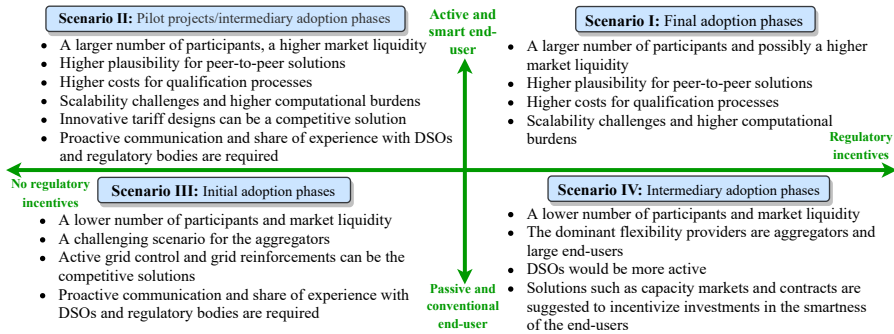 Scenario II: Pilot projects/intermediary adoption phases
• A larger number of participants, a higher market liquidity
• Higher plausibility for peer-to-peer solutions
• Higher costs for qualification processes
• Scalability challenges and higher computational burdens
• Innovative tariff designs can be a competitive solution
• Proactive communication and share of experience with DSOs
and regulatory bodies are required
Active and
smart end-
user
Scenario I: Final adoption phases
• A larger number of participants and possibly a higher
market liquidity
• Higher plausibility for peer-to-peer solutions
• Higher costs for qualification processes
• Scalability challenges and higher computational
burdens
Regulatory
incentives
No regulatory
incentives
Scenario III: Initial adoption phases
• A lower number of participants and market liquidity
• A challenging scenario for the aggregators
• Active grid control and grid reinforcements can be the
competitive solutions
• Proactive communication and share of experience with
DSOs and regulatory bodies are required
Passive and
conventional
end-user
Scenario IV: Intermediary adoption phases
• A lower number of participants and market liquidity
• The dominant flexibility providers are aggregators and
large end-users
• DSOs would be more active
• Solutions such as capacity markets and contracts are
suggested to incentivize investments in the smartness
of the end-users